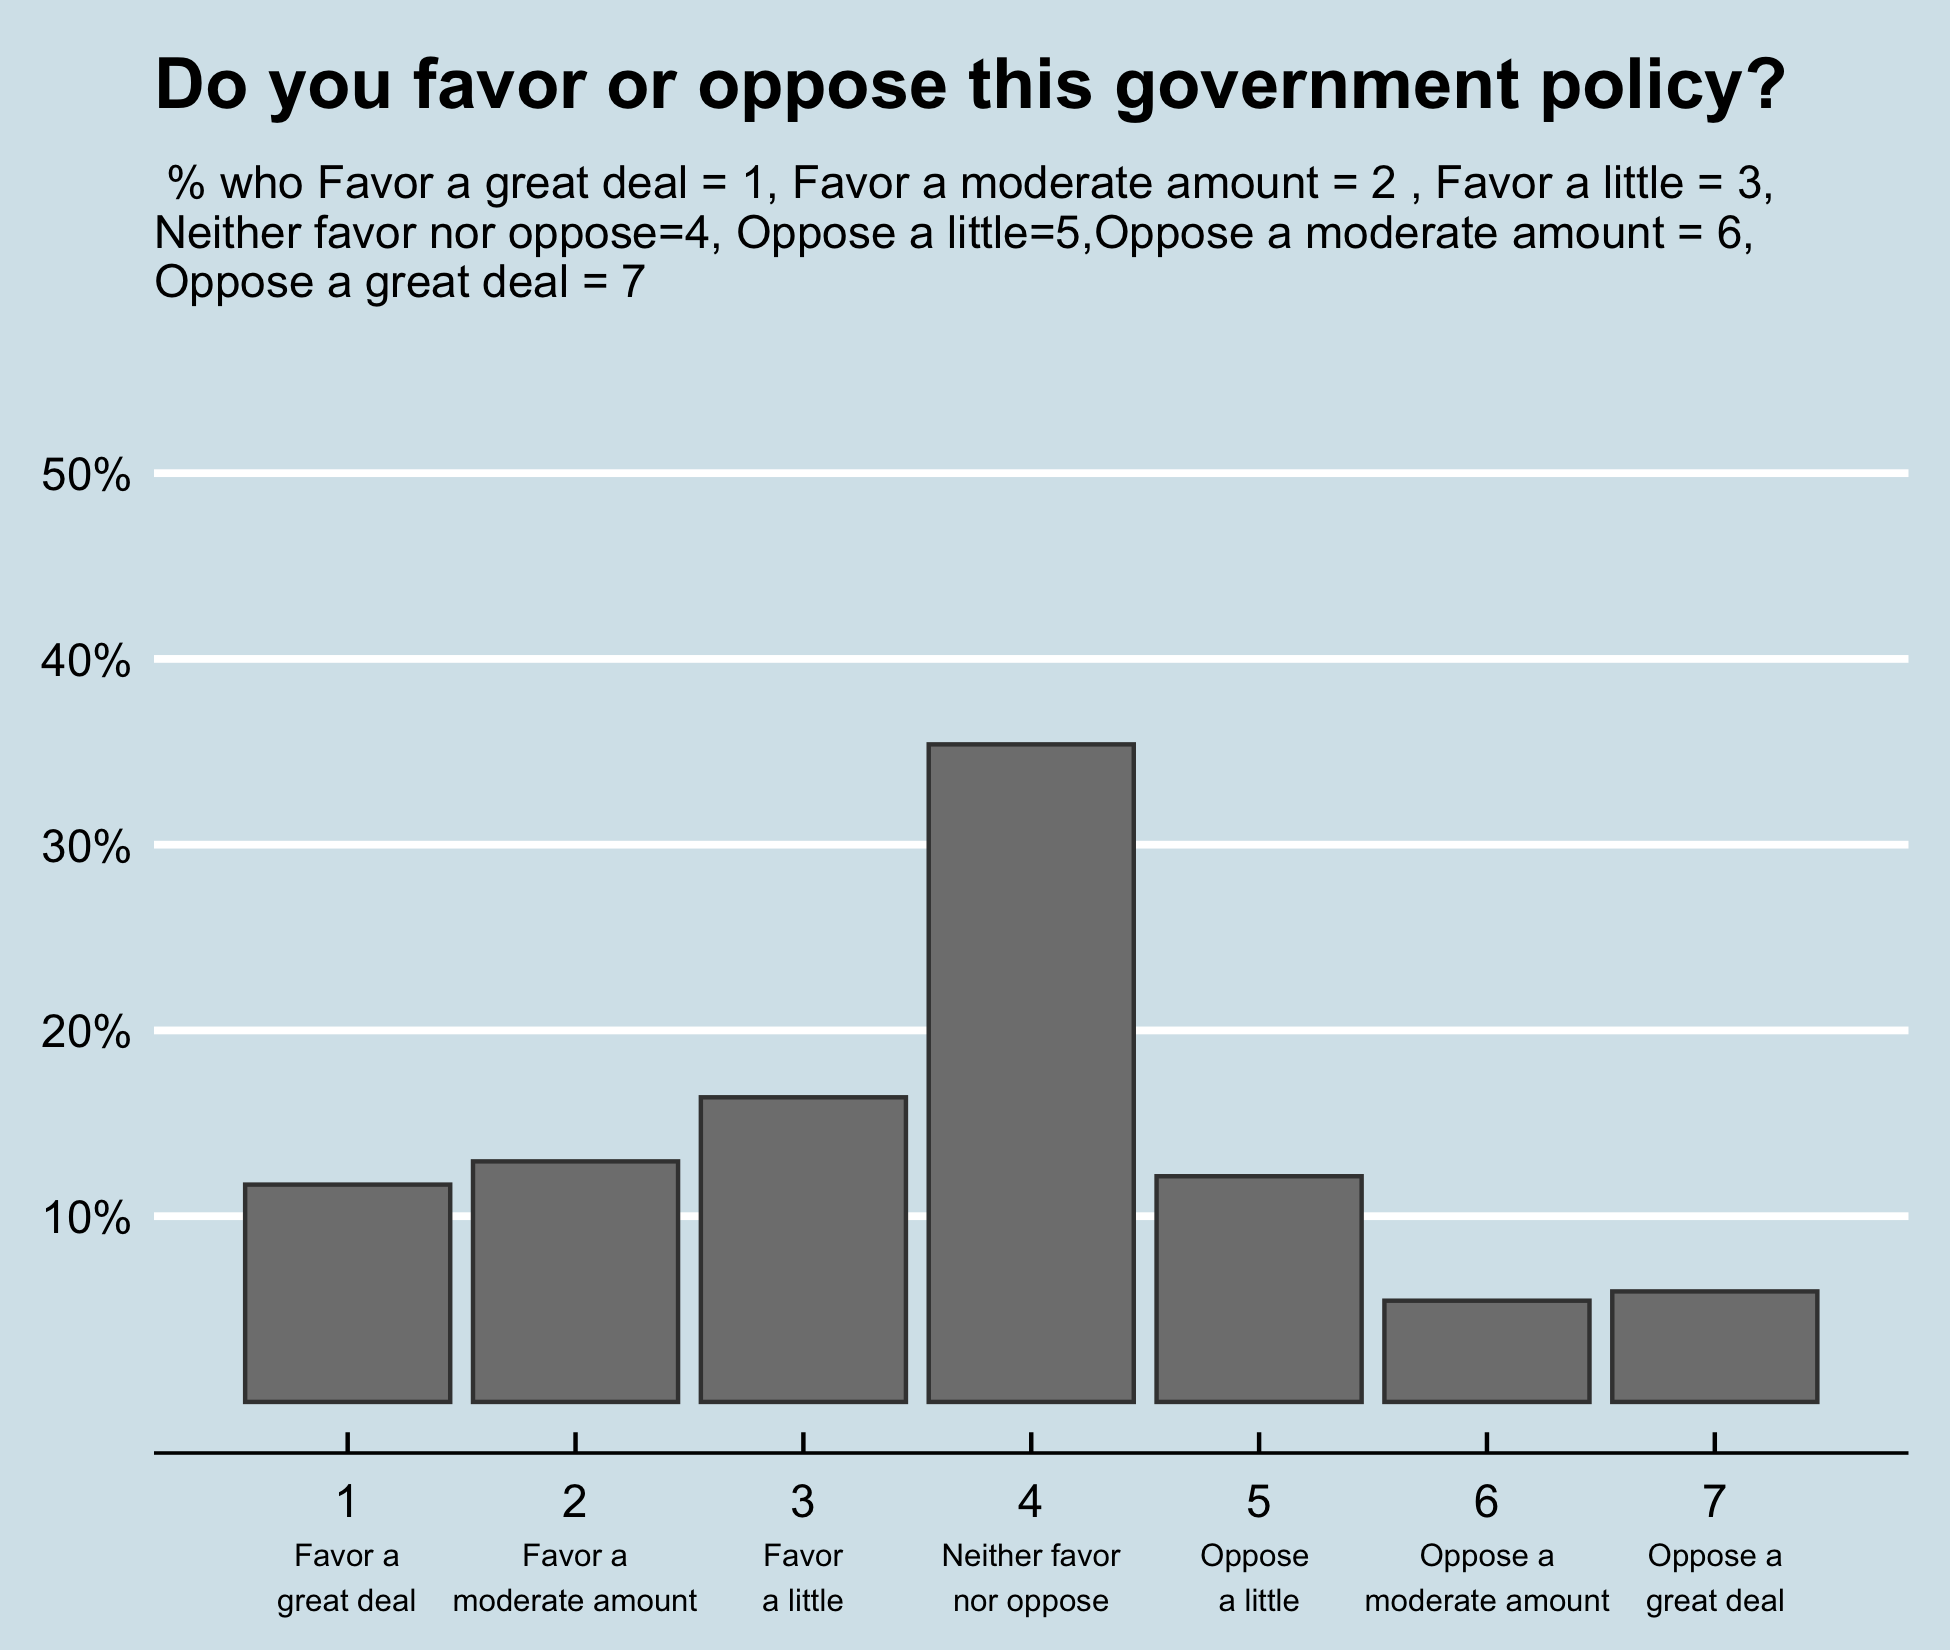 Do you favor or oppose this government policy?
% who Favor a great deal = 1, Favor a moderate amount = 2 , Favor a little = 3,
Neither favor nor oppose=4, Oppose a little=5,Oppose a moderate amount = 6,
Oppose a great deal = 7
50%
40%
30%
20%
10%
1 2 3 4 5 6 7
Favor a Favor a Favor Neither favor Oppose Oppose a Oppose a
great deal moderate amount a little nor oppose a little moderate amount great deal